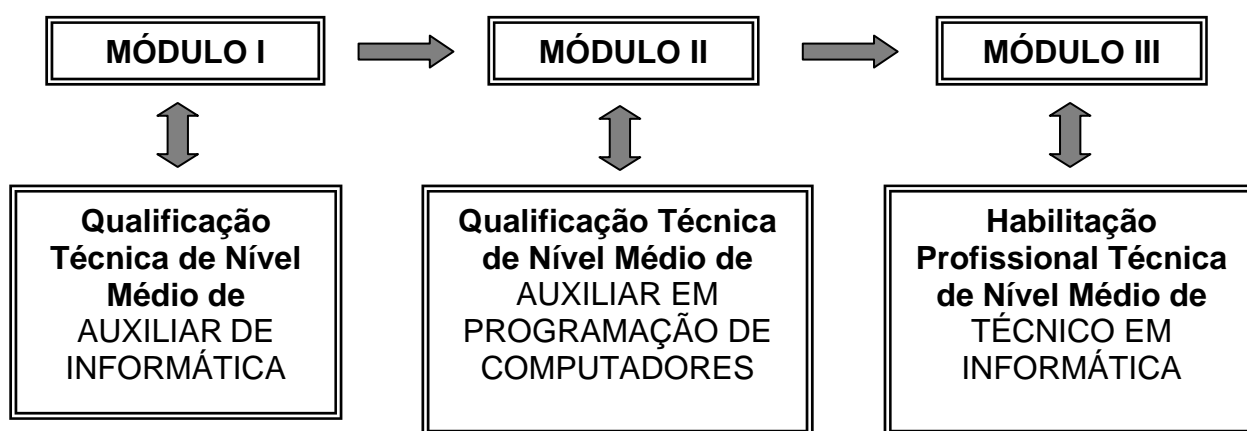 MÓDULO I
MÓDULO II
MÓDULO III
Qualificação
Técnica de Nível
Médio de
AUXILIAR DE
INFORMÁTICA
Qualificação Técnica
de Nível Médio de
AUXILIAR EM
PROGRAMAÇÃO DE
COMPUTADORES
Habilitação
Profissional Técnica
de Nível Médio de
TÉCNICO EM
INFORMÁTICA